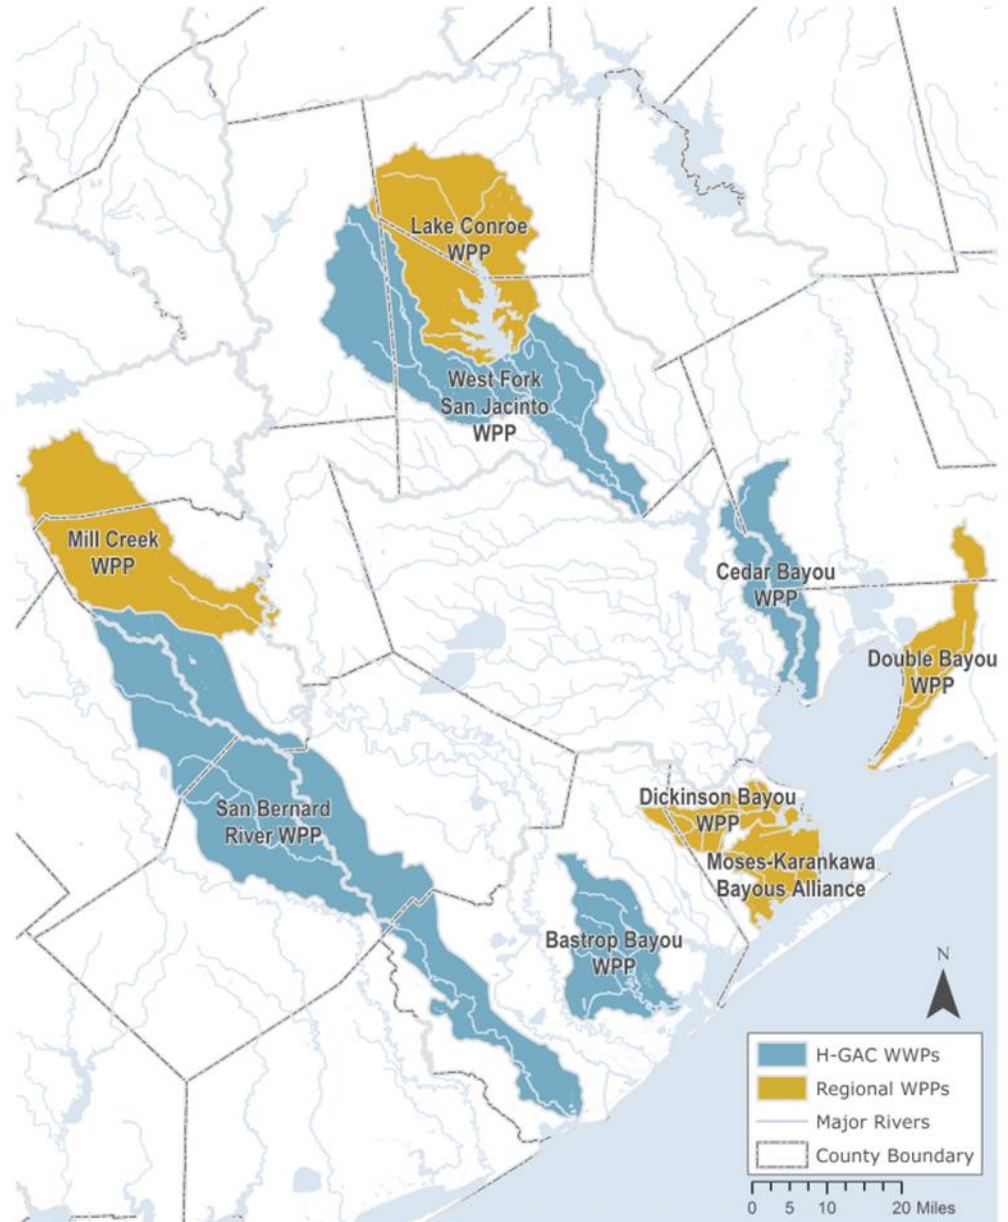 Lake Conroe
WPP
West Fork
San Jacinto
WPP
Mill Creek
WPP
Cedar Bayou
WPP
Double Bayou
WPP
San Bernard
River WPP
Dickinson Bayou
WPP
Moses-Karankawa
Bayous Alliance
Bastrop Bayou
WPP
N
H-GAC WWPs
Regional WPPs
Major Rivers
County Boundary
0 5 10 20 Miles